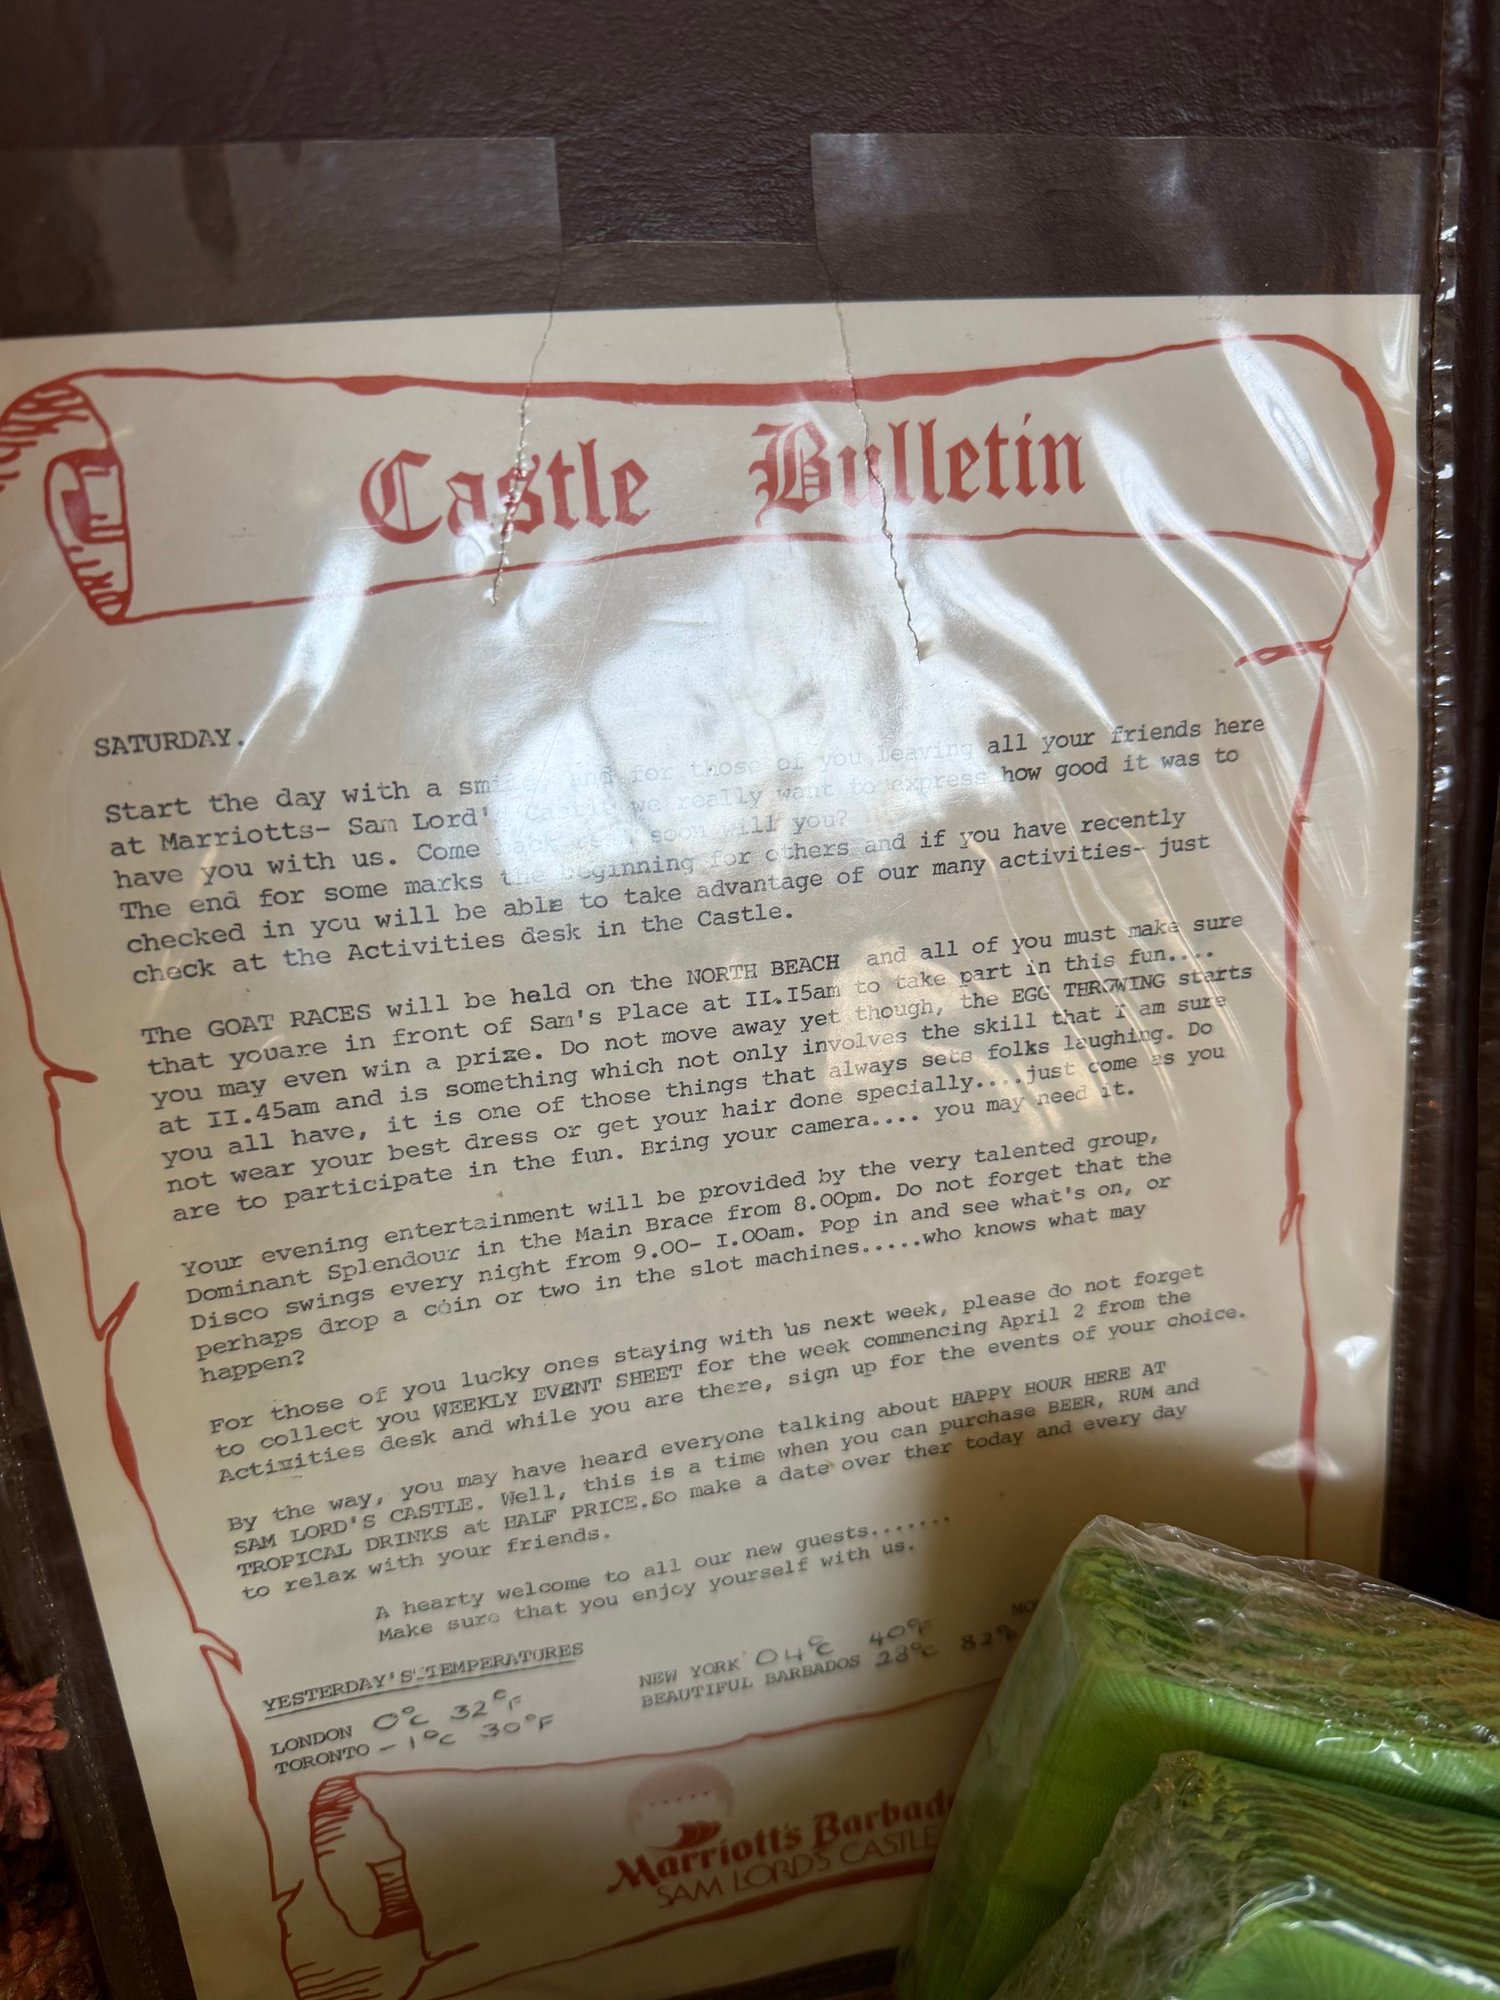 Castle Bulletin
SATURDAY.
Start the day with a smile, and for those of you leaving all your friends here
at Marriotts- Sam Lord's Castle we really want to express how good it was to
have you with us. Come back real soon will you?
The end for some marks the beginning for others and if you have recently
checked in you will be able to take advantage of our many activities- just
check at the Activities desk in the Castle.
The GOAT RACES will be held on the NORTH BEACH and all of you must make sure
that youare in front of Sam's Place at II.I5am to take part in this fun....
you may even win a prize. Do not move away yet though, the EGG THROWING starts
at II.45am and is something which not only involves the skill that I am sure
you all have, it is one of those things that always sets folks laughing. Do
not wear your best dress or get your hair done specially....just come as you
are to participate in the fun. Bring your camera.... you may need it.
Your evening entertainment will be provided by the very talented group,
Dominant Splendour in the Main Brace from 8.00pm. Do not forget that the
Disco swings every night from 9.00- I.00am. Pop in and see what's on, or
perhaps drop a coin or two in the slot machines.....who knows what may
happen?
For those of you lucky ones staying with us next week, please do not forget
to collect you WEEKLY EVENT SHEET for the week commencing April 2 from the
Activities desk and while you are there, sign up for the events of your choice.
By the way, you may have heard everyone talking about HAPPY HOUR HERE AT
SAM LORD'S CASTLE. Well, this is a time when you can purchase BEER, RUM and
TROPICAL DRINKS at HALF PRICE.So make a date over ther today and every day
to relax with your friends.
A hearty welcome to all our new guests.......
Make sure that you enjoy yourself with us.
YESTERDAY'S TEMPERATURES
LONDON 0°C 32°F
TORONTO -1°C 30°F
NEW YORK 04°C 40°F
BEAUTIFUL BARBADOS 28°C 82°F
Marriott's
SAM LORD'S CASTLE